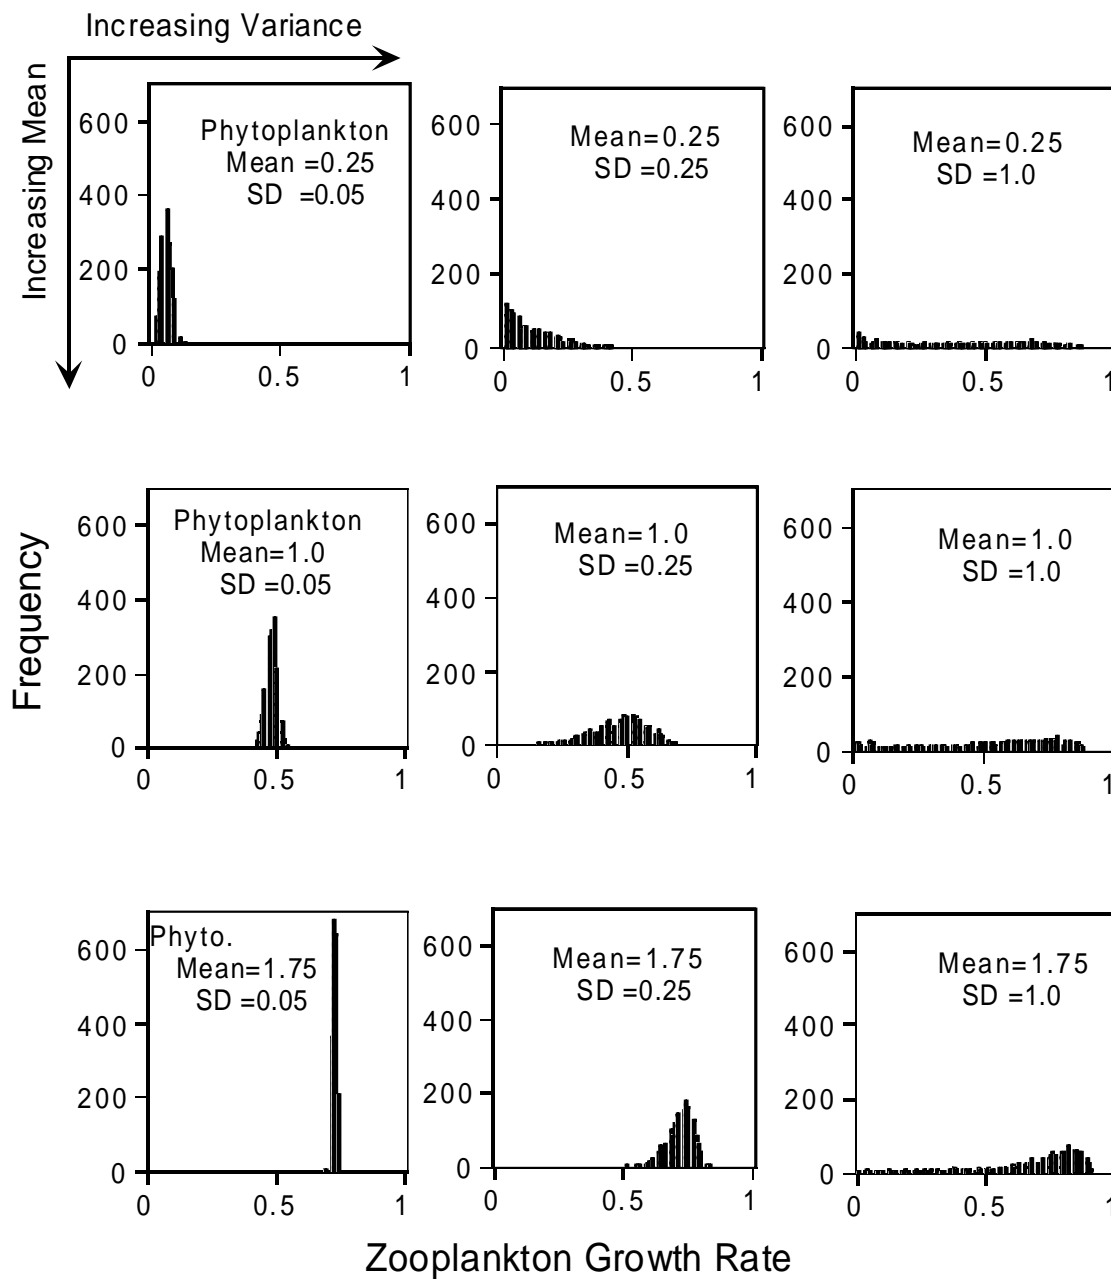 Increasing Variance
Increasing Mean
600
400
200
0
0
0.5
1
Phytoplankton
Mean =0.25
SD =0.05
600
400
200
0
0
0.5
1
Mean=0.25
SD =0.25
600
400
200
0
0
0.5
1
Mean=0.25
SD =1.0
Frequency
600
400
200
0
0
0.5
1
Phytoplankton
Mean=1.0
SD =0.05
600
400
200
0
0
0.5
1
Mean=1.0
SD =0.25
600
400
200
0
0
0.5
1
Mean=1.0
SD =1.0
600
400
200
0
0
0.5
1
Phyto.
Mean=1.75
SD =0.05
600
400
200
0
0
0.5
1
Mean=1.75
SD =0.25
600
400
200
0
0
0.5
1
Mean=1.75
SD =1.0
Zooplankton Growth Rate